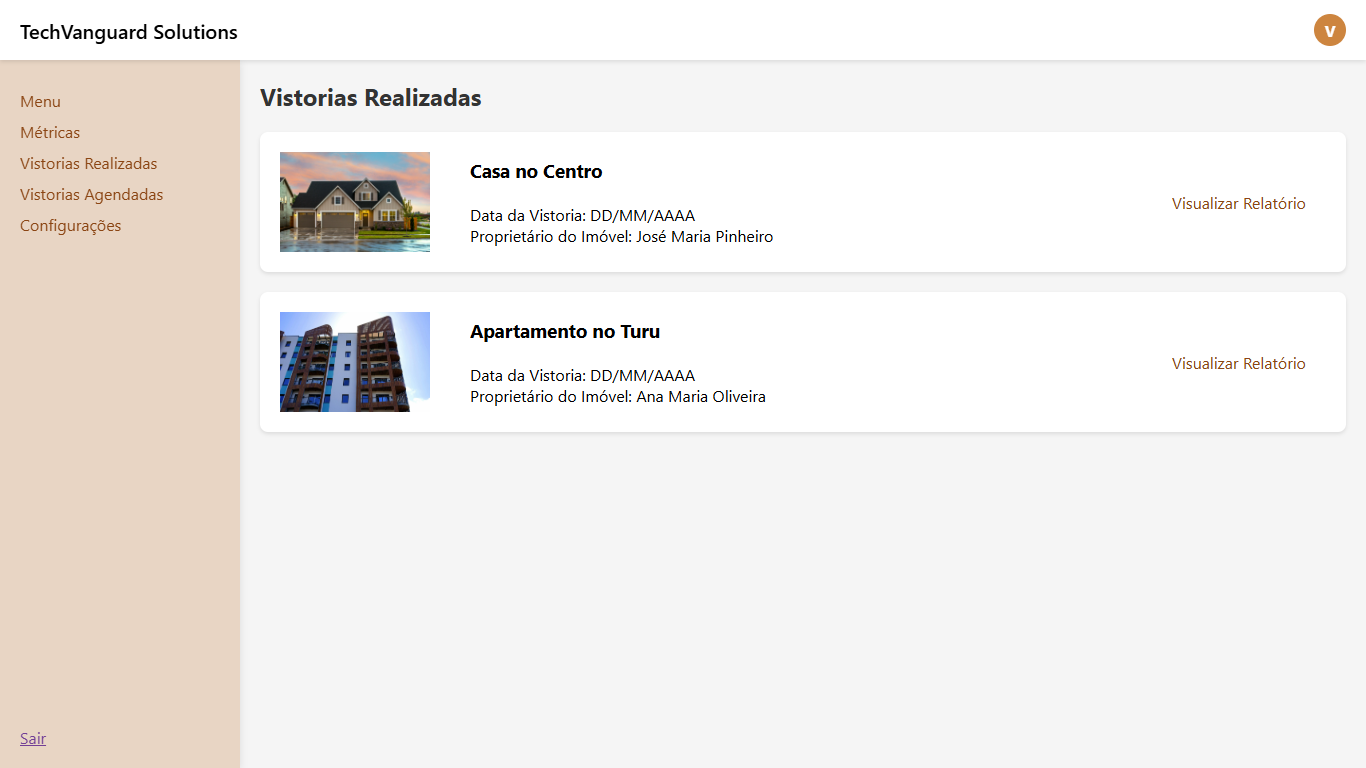 TechVanguard Solutions
V
Menu
Métricas
Vistorias Realizadas
Vistorias Agendadas
Configurações
Sair
Vistorias Realizadas
Casa no Centro
Data da Vistoria: DD/MM/AAAA
Proprietário do Imóvel: José Maria Pinheiro
Visualizar Relatório
Apartamento no Turu
Data da Vistoria: DD/MM/AAAA
Proprietário do Imóvel: Ana Maria Oliveira
Visualizar Relatório